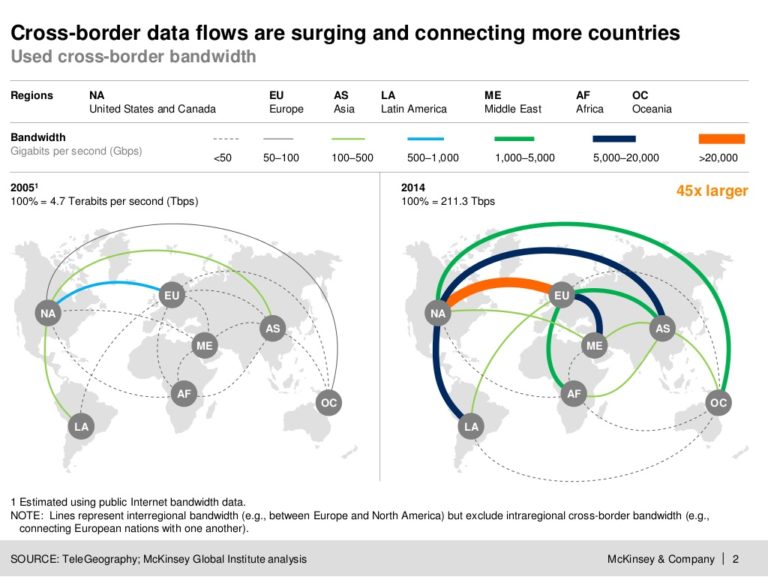 Cross-border data flows are surging and connecting more countries
Used cross-border bandwidth
Regions NA EU AS LA ME AF OC
United States and Canada Europe Asia Latin America Middle East Africa Oceania
Bandwidth
Gigabits per second (Gbps)
<50 50–100 100–500 500–1,000 1,000–5,000 5,000–20,000 >20,000
2005¹
100% = 4.7 Terabits per second (Tbps)
NA
EU
AS
ME
AF
OC
LA
2014
100% = 211.3 Tbps
45x larger
EU
NA
AS
ME
AF
OC
LA
1 Estimated using public Internet bandwidth data.
NOTE: Lines represent interregional bandwidth (e.g., between Europe and North America) but exclude intraregional cross-border bandwidth (e.g.,
connecting European nations with one another).
SOURCE: TeleGeography; McKinsey Global Institute analysis
McKinsey & Company | 2